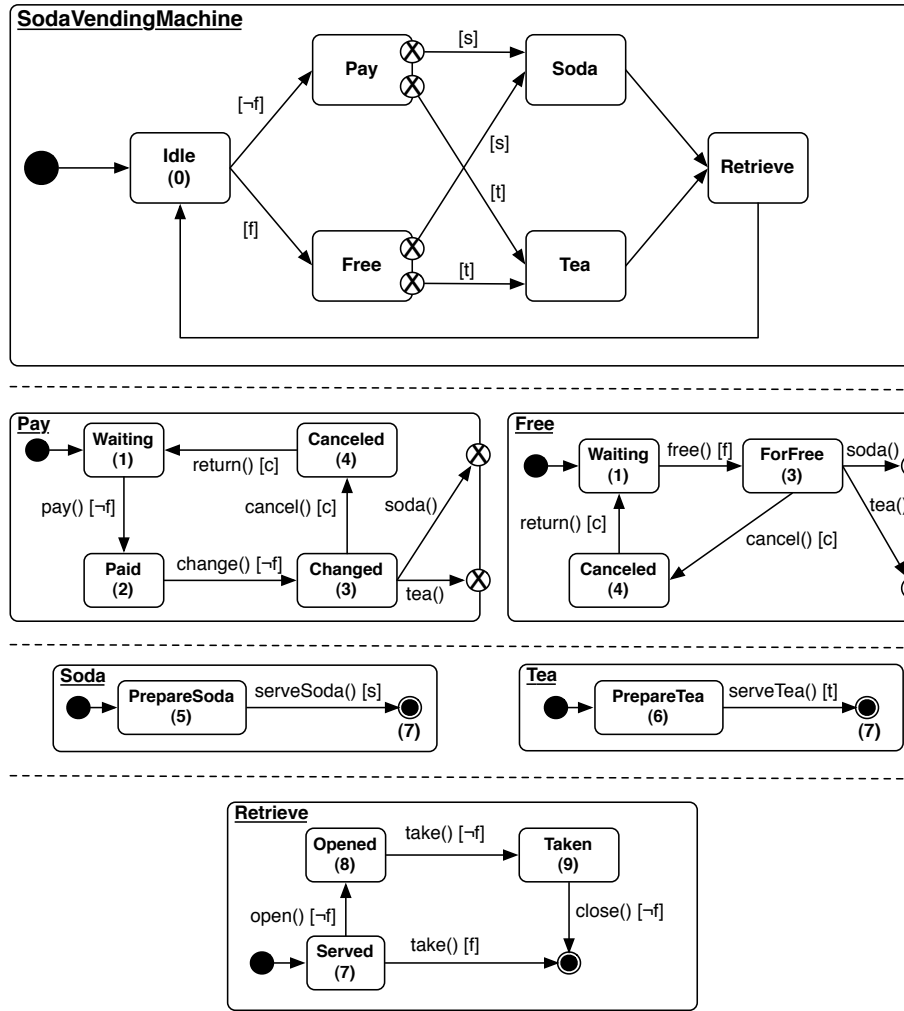 SodaVendingMachine
[s]
Pay
Soda
[¬f]
[s]
Idle
(0)
Retrieve
[t]
[f]
Free
[t]
Tea
Pay
Waiting
(1)
Canceled
(4)
return() [c]
pay() [¬f]
cancel() [c]
soda()
Paid
(2)
change() [¬f]
Changed
(3)
tea()
Free
Waiting
(1)
free() [f]
ForFree
(3)
soda()
tea()
return() [c]
cancel() [c]
Canceled
(4)
Soda
PrepareSoda
(5)
serveSoda() [s]
(7)
Tea
PrepareTea
(6)
serveTea() [t]
(7)
Retrieve
Opened
(8)
take() [¬f]
Taken
(9)
open() [¬f]
close() [¬f]
Served
(7)
take() [f]